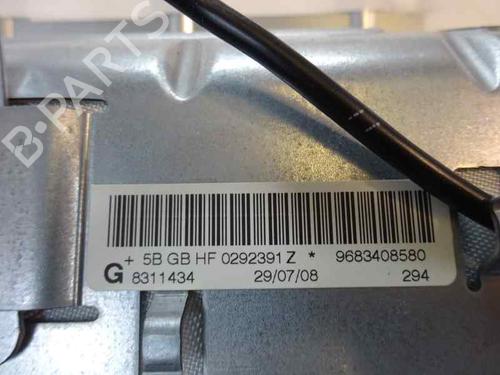 B-PARTS
+ 5B GB HF 0292391 Z * 9683408580
G 8311434 29/07/08 294